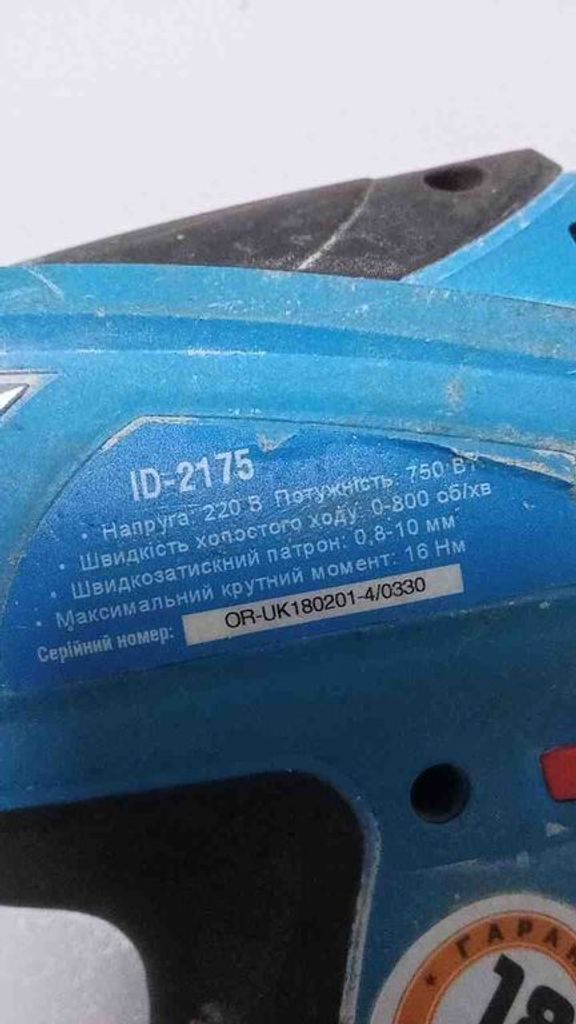 ID-2175
• Напруга: 220 В Потужність: 750 Вт
• Швидкість холостого ходу: 0-800 об/хв
• Швидкозатискний патрон: 0,8-10 мм
• Максимальний крутний момент: 16 Нм
Серійний номер: OR-UK180201-4/0330
18